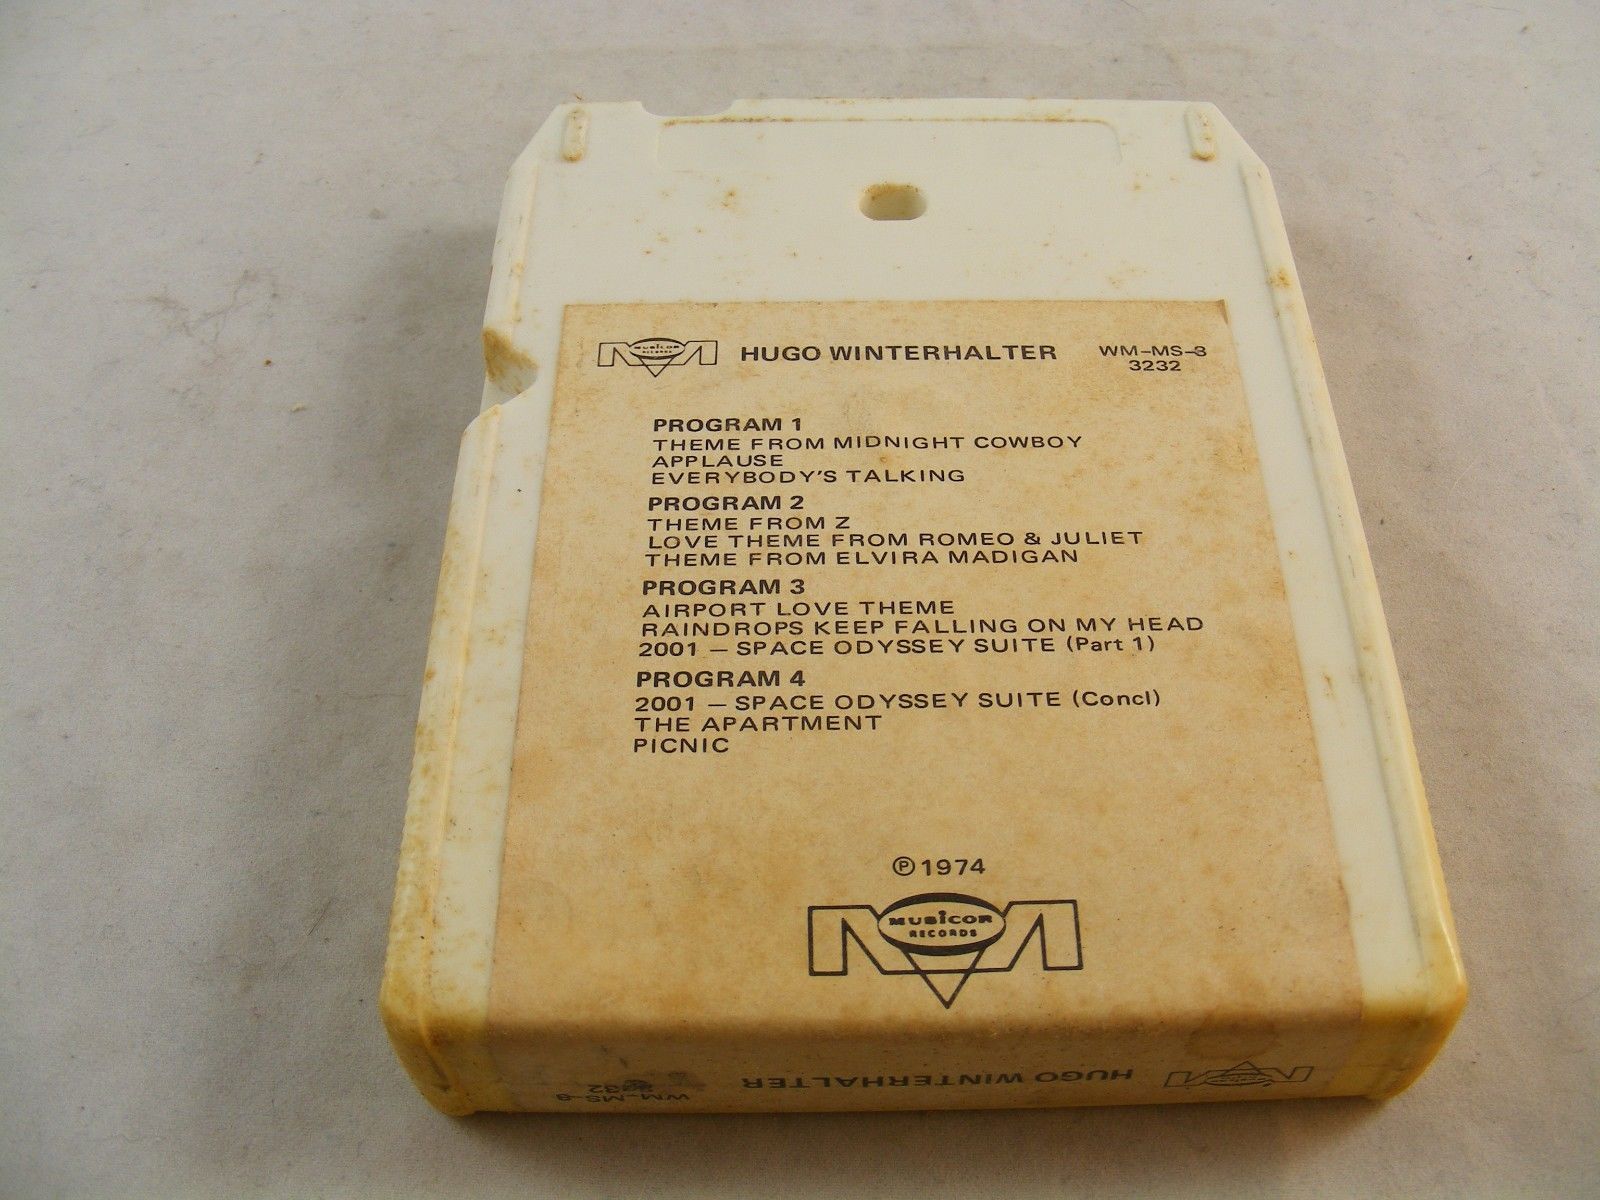 MUSICOR RECORDS
HUGO WINTERHALTER
WM-MS-8
3232
PROGRAM 1
THEME FROM MIDNIGHT COWBOY
APPLAUSE
EVERYBODY'S TALKING
PROGRAM 2
THEME FROM Z
LOVE THEME FROM ROMEO & JULIET
THEME FROM ELVIRA MADIGAN
PROGRAM 3
AIRPORT LOVE THEME
RAINDROPS KEEP FALLING ON MY HEAD
2001 — SPACE ODYSSEY SUITE (Part 1)
PROGRAM 4
2001 — SPACE ODYSSEY SUITE (Concl)
THE APARTMENT
PICNIC
℗ 1974
MUSICOR
RECORDS
HUGO WINTERHALTER
WM-MS-8
3232